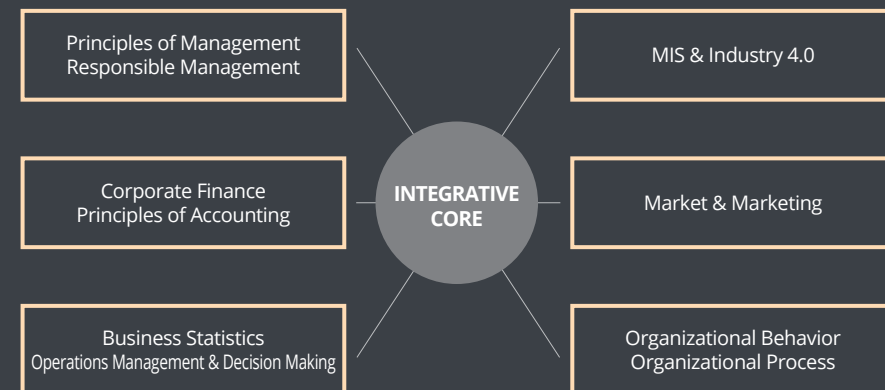 Principles of Management
Responsible Management
MIS & Industry 4.0
Corporate Finance
Principles of Accounting
INTEGRATIVE
CORE
Market & Marketing
Business Statistics
Operations Management & Decision Making
Organizational Behavior
Organizational Process